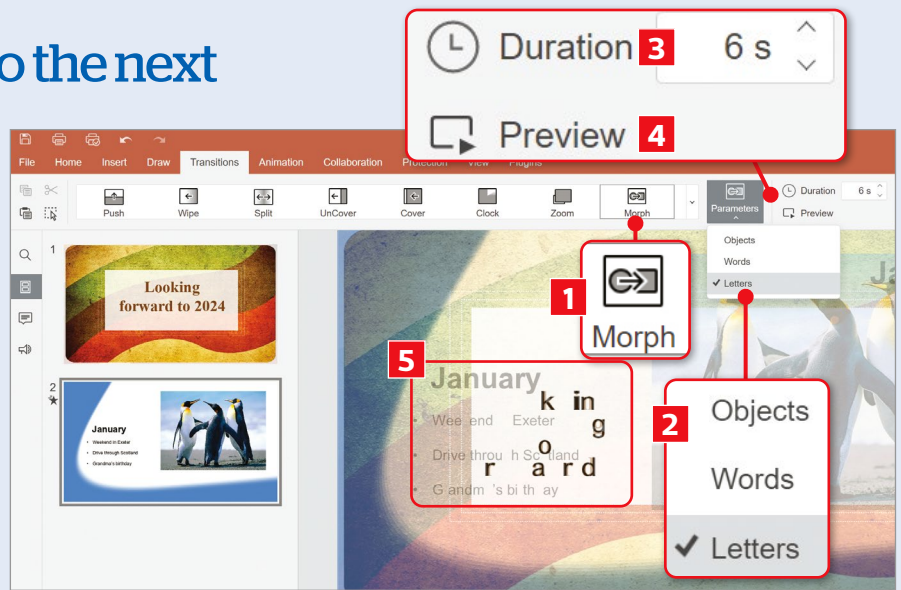 o the next
Duration 3 6 s
Preview 4
File Home Insert Draw Transitions Animation Collaboration Protection View Plugins
Push Wipe Split UnCover Cover Clock Zoom Morph Parameters
Duration 6 s
Preview
Objects
Words
✓ Letters
1
Looking
forward to 2024
2
January
• Weekend in Exeter
• Drive through Scotland
• Grandma's birthday
Ja
1
Morph
5
January
k in
• Wee end Exeter
g
• Drive throu h Sc tland
o
r a r d
• G andm 's bi th ay
2
Objects
Words
✓ Letters